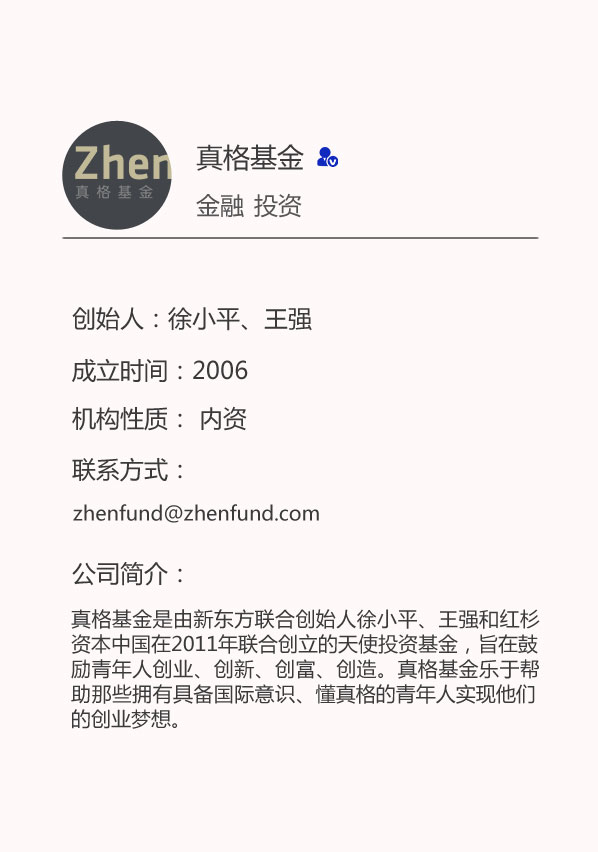 Zhen
真格基金
真格基金
金融 投资
创始人：徐小平、王强
成立时间：2006
机构性质： 内资
联系方式：
zhenfund@zhenfund.com
公司简介：
真格基金是由新东方联合创始人徐小平、王强和红杉
资本中国在2011年联合创立的天使投资基金，旨在鼓
励青年人创业、创新、创富、创造。真格基金乐于帮
助那些拥有具备国际意识、懂真格的青年人实现他们
的创业梦想。